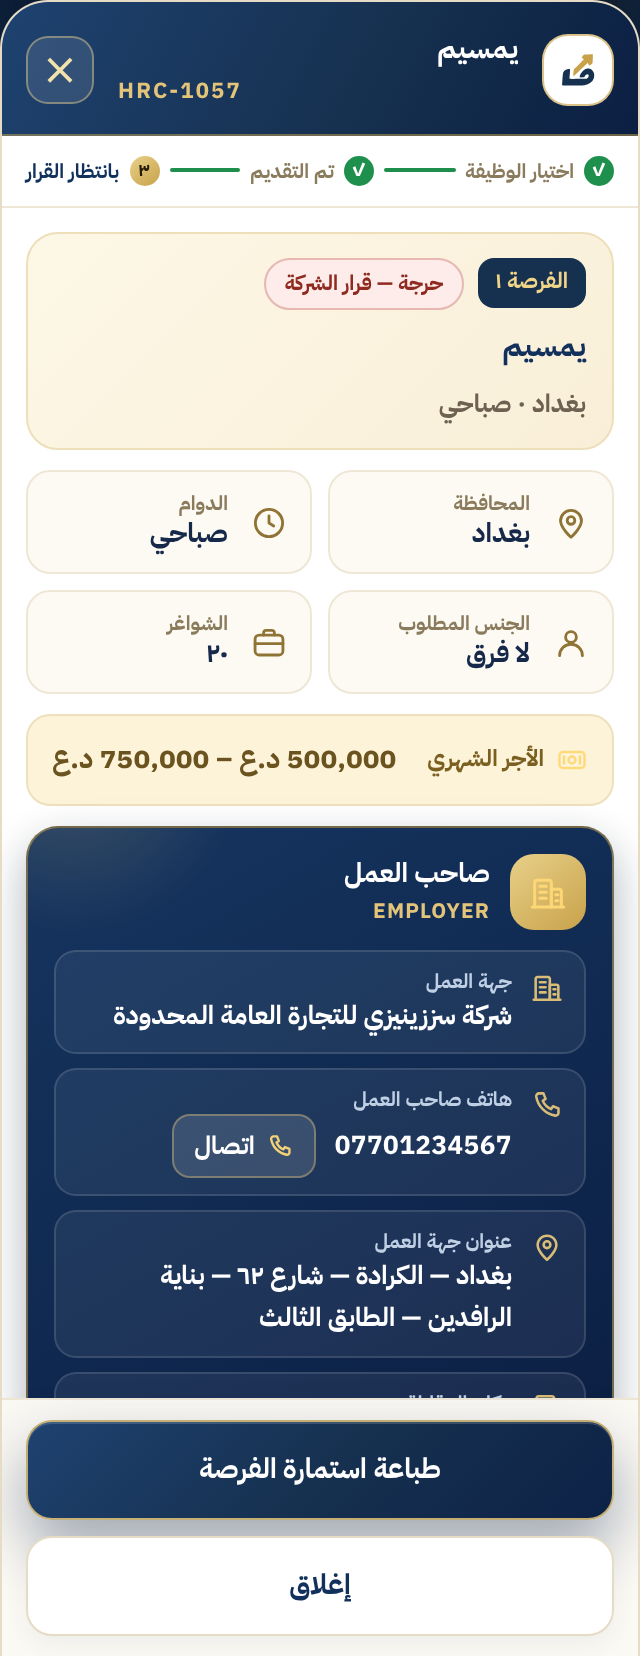 يمسيم
HRC-1057
اختيار الوظيفة
تم التقديم
٣ بانتظار القرار
الفرصة ١
حرجة – قرار الشركة
يمسيم
بغداد · صباحي
المحافظة
بغداد
الدوام
صباحي
الجنس المطلوب
لا فرق
الشواغر
٢٠
الأجر الشهري
500,000 د.ع – 750,000 د.ع
صاحب العمل
EMPLOYER
جهة العمل
شركة سززينيزي للتجارة العامة المحدودة
هاتف صاحب العمل
07701234567
اتصال
عنوان جهة العمل
بغداد – الكرادة – شارع ٦٢ – بناية
الرافدين – الطابق الثالث
طباعة استمارة الفرصة
إغلاق